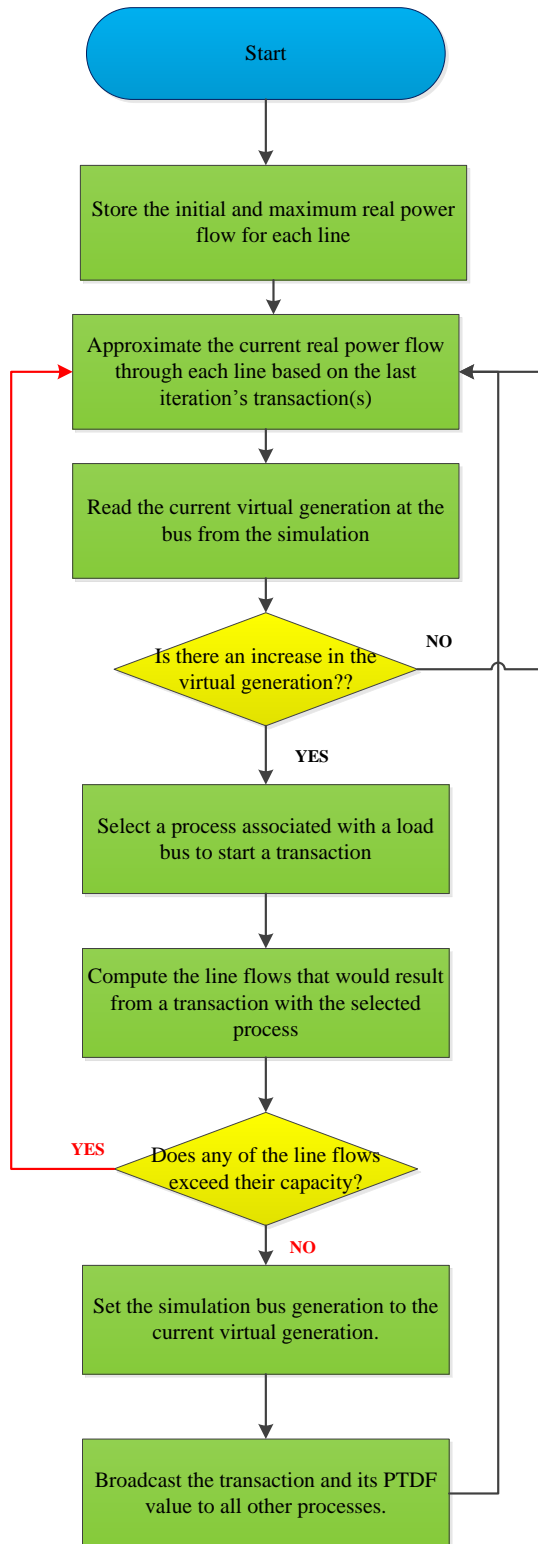 Start
Store the initial and maximum real power
flow for each line
Approximate the current real power flow
through each line based on the last
iteration’s transaction(s)
Read the current virtual generation at the
bus from the simulation
Is there an increase in the
virtual generation??
NO
YES
Select a process associated with a load
bus to start a transaction
Compute the line flows that would result
from a transaction with the selected
process
YES
Does any of the line flows
exceed their capacity?
NO
Set the simulation bus generation to the
current virtual generation.
Broadcast the transaction and its PTDF
value to all other processes.